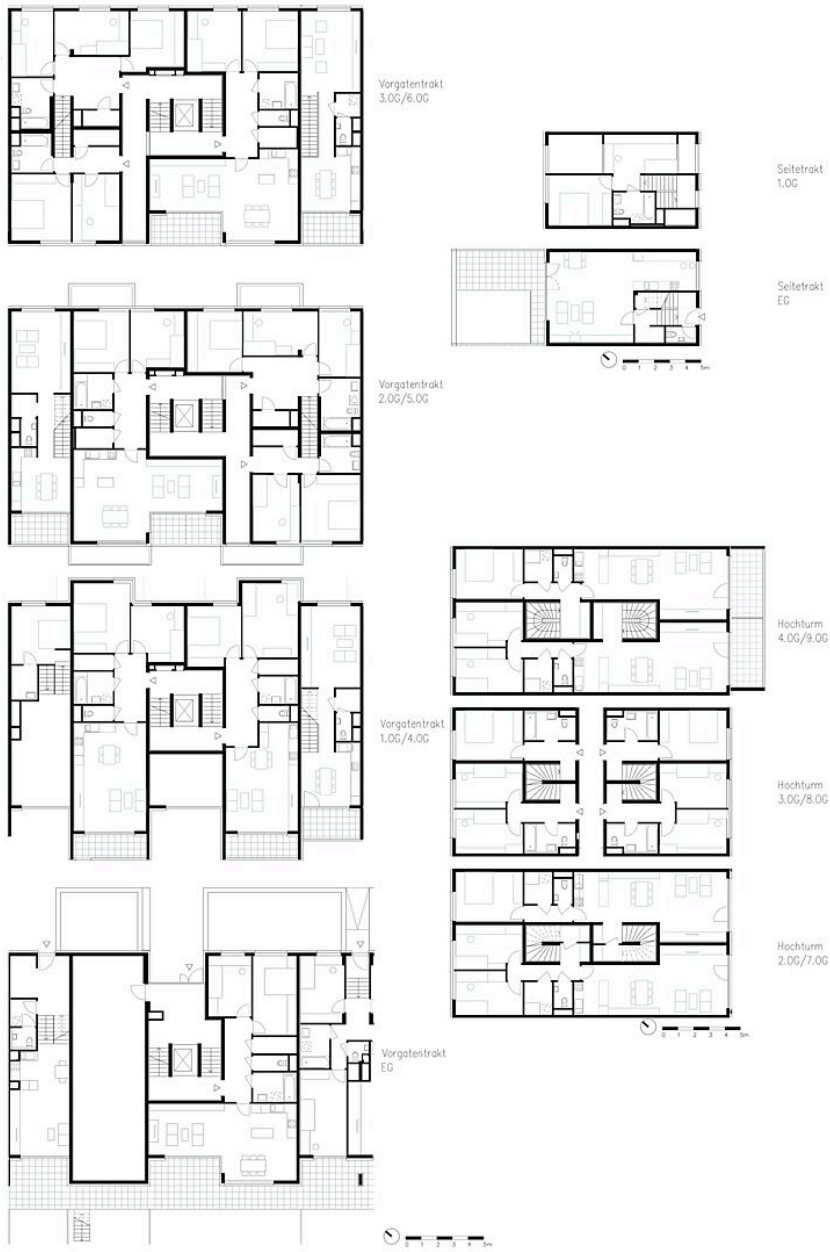 Vorgatentrakt
3.OG/6.OG
Seitetrakt
1.OG
Seitetrakt
EG
0 1 2 3 4 5m
Vorgatentrakt
2.OG/5.OG
Hochturm
4.OG/9.OG
Vorgatentrakt
1.OG/4.OG
Hochturm
3.OG/8.OG
Hochturm
2.OG/7.OG
0 1 2 3 4 5m
Vorgatentrakt
EG
0 1 2 3 4 5m